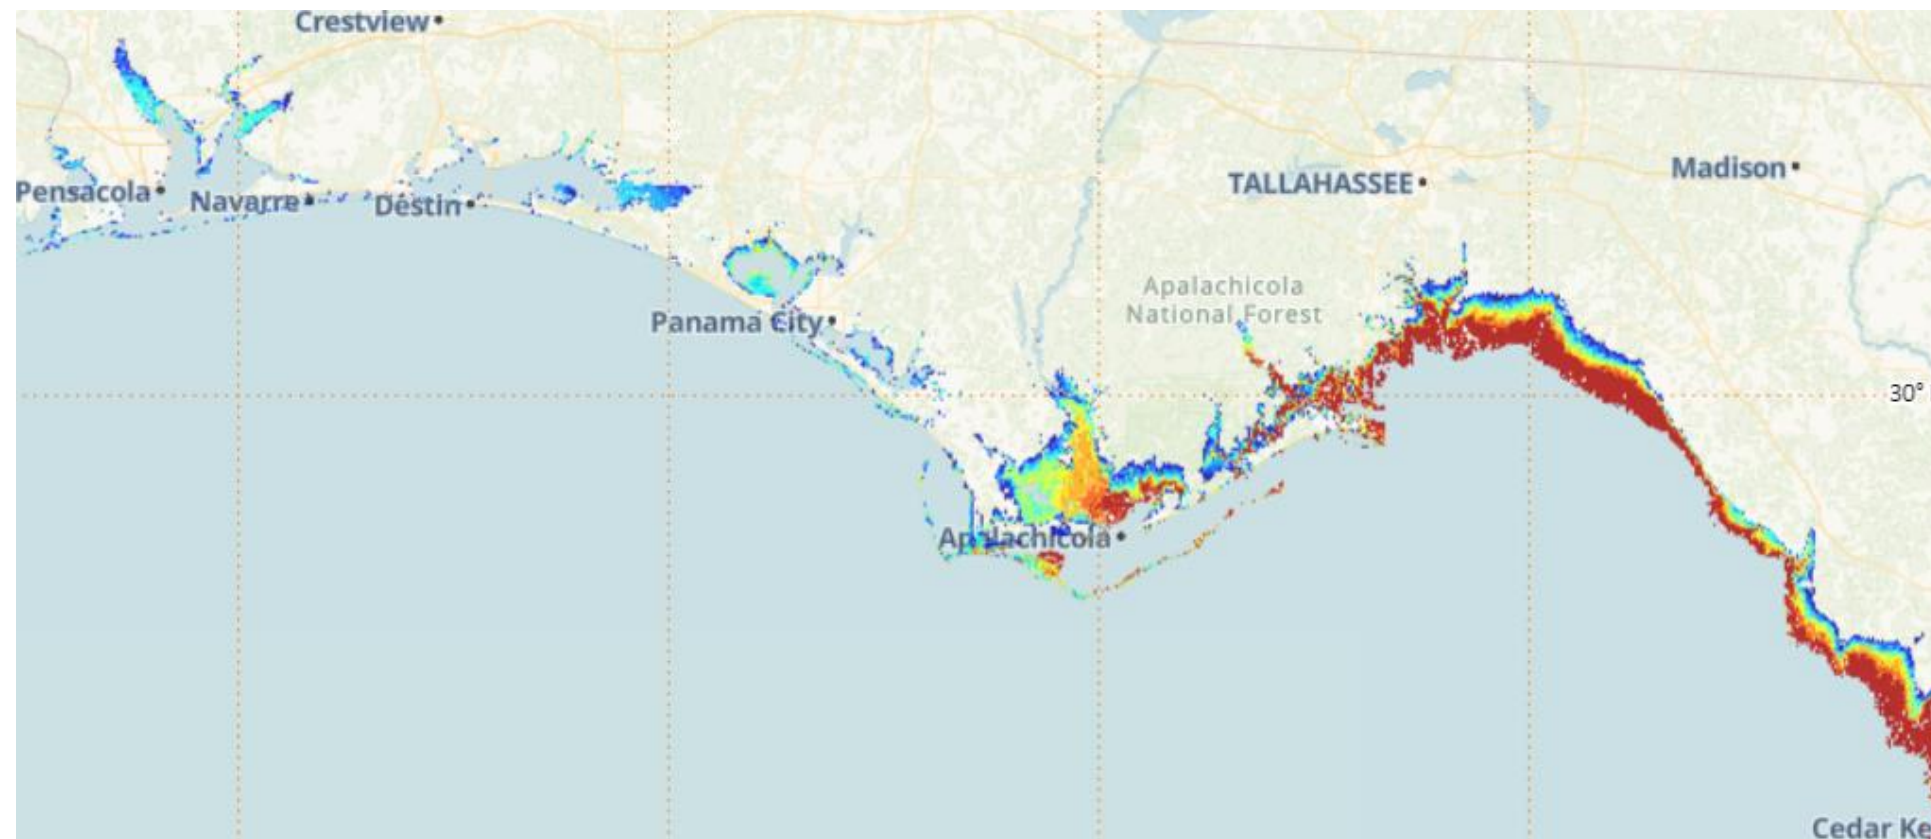 Crestview
Pensacola
Navarre
Destin
TALLAHASSEE
Madison
Apalachicola
National Forest
Panama City
30°
Apalachicola
Cedar Ke